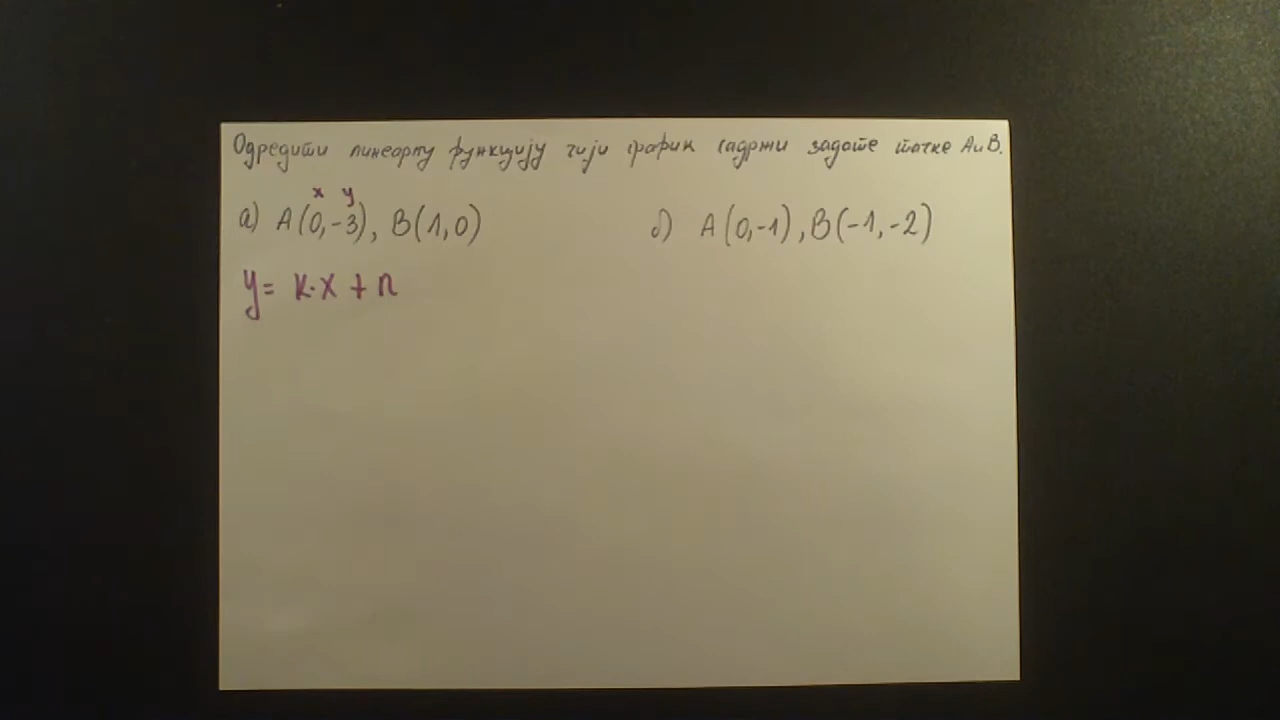 Одредити линеарну функцију чији график садржи задате тачке A и B.
x y
а) A(0,-3), B(1,0)
б) A(0,-1), B(-1,-2)
y= k·x + n